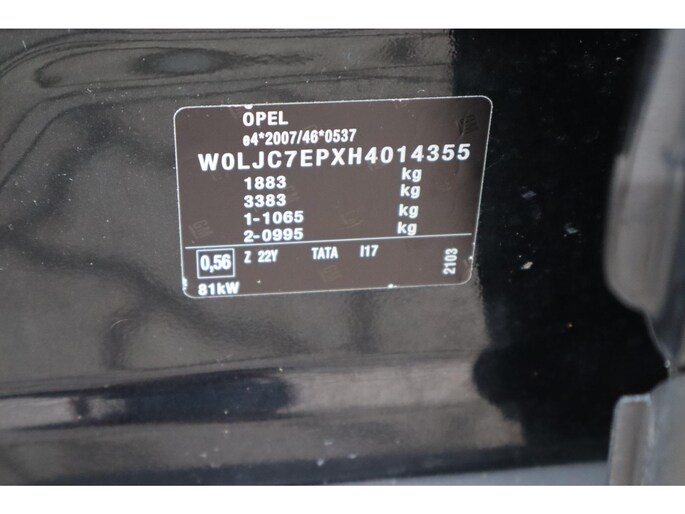 OPEL
e4*2007/46*0537
W0LJC7EPXH4014355
1883 kg
3383 kg
1-1065 kg
2-0995 kg
0,56 Z 22Y TATA I17 2103
81kW